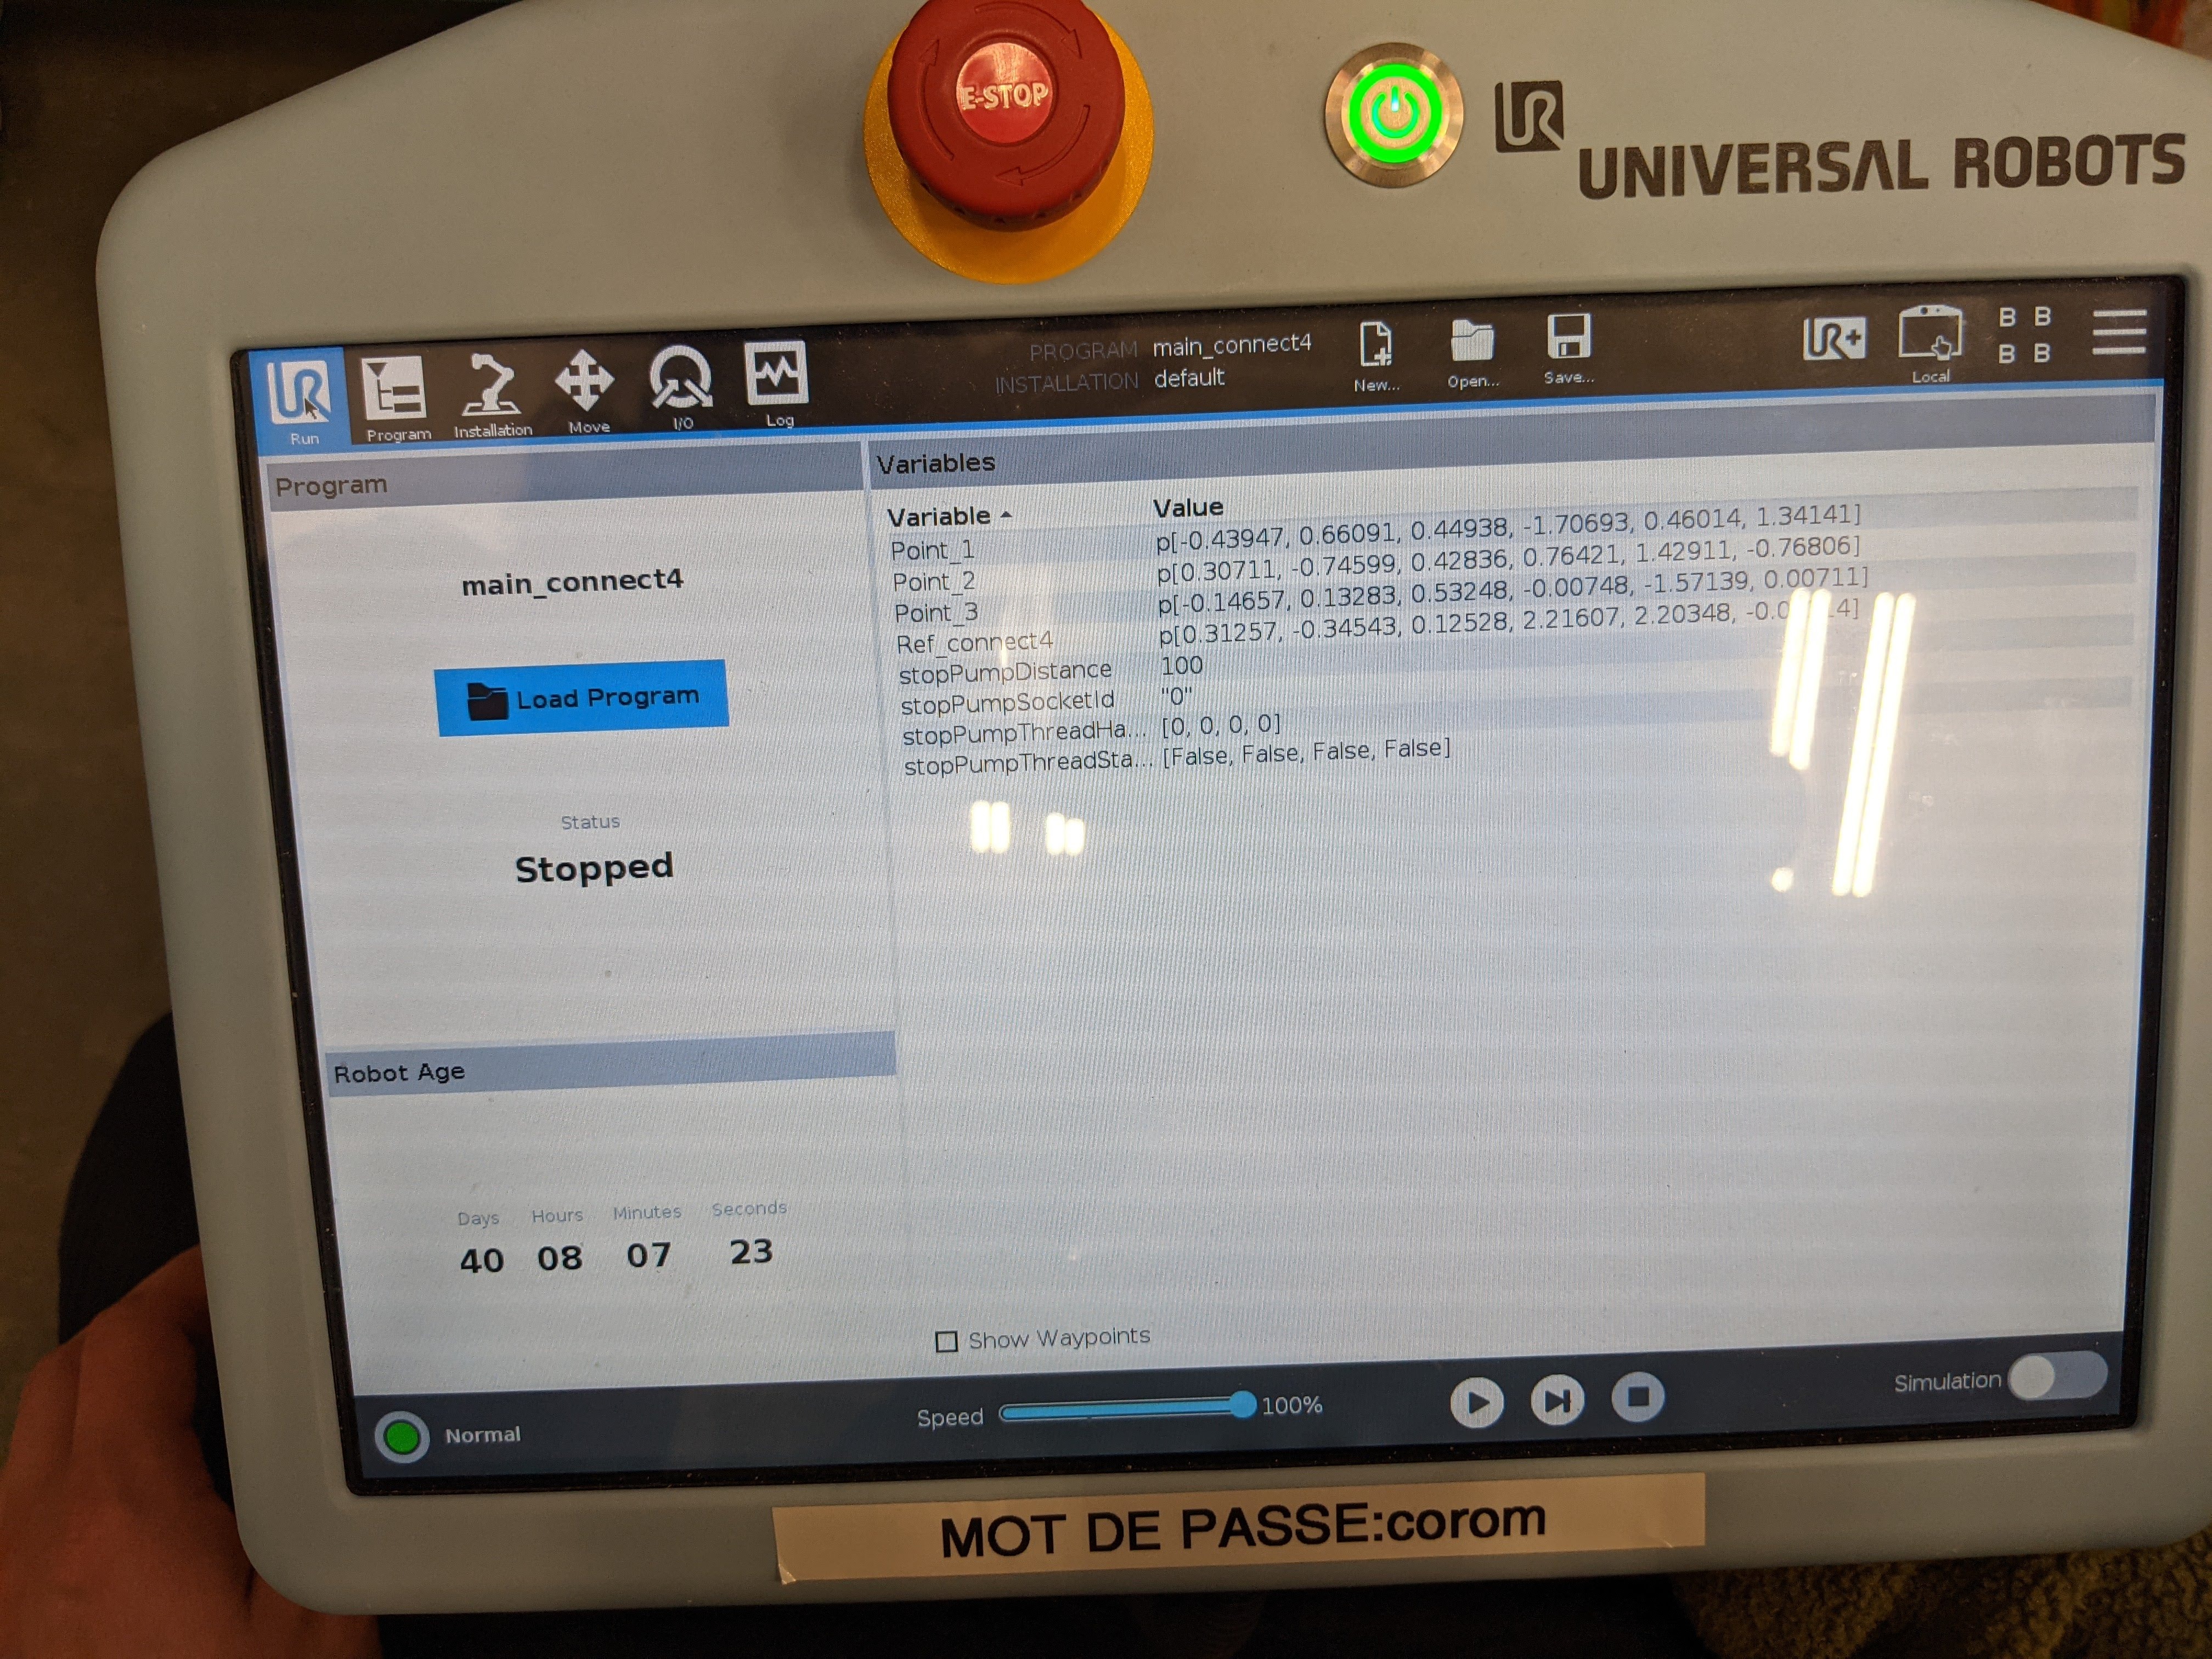 E-STOP
UNIVERSAL ROBOTS
PROGRAM main_connect4
INSTALLATION default
New... Open... Save...
Local
B B
B B
Run Program Installation Move I/O Log
Program
main_connect4
Load Program
Status
Stopped
Robot Age
Days Hours Minutes Seconds
40 08 07 23
Variables
Variable Value
Point_1 p[-0.43947, 0.66091, 0.44938, -1.70693, 0.46014, 1.34141]
Point_2 p[0.30711, -0.74599, 0.42836, 0.76421, 1.42911, -0.76806]
Point_3 p[-0.14657, 0.13283, 0.53248, -0.00748, -1.57139, 0.00711]
Ref_connect4 p[0.31257, -0.34543, 0.12528, 2.21607, 2.20348,
stopPumpDistance 100
stopPumpSocketId "0"
stopPumpThreadHa... [0, 0, 0, 0]
stopPumpThreadSta... [False, False, False, False]
Show Waypoints
Normal
Speed 100%
Simulation
MOT DE PASSE:corom